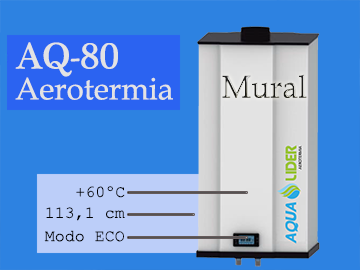 AQ-80
Aerotermia
Mural
AQUA LIDER
AEROTERMIA
+60°C
113,1 cm
Modo ECO